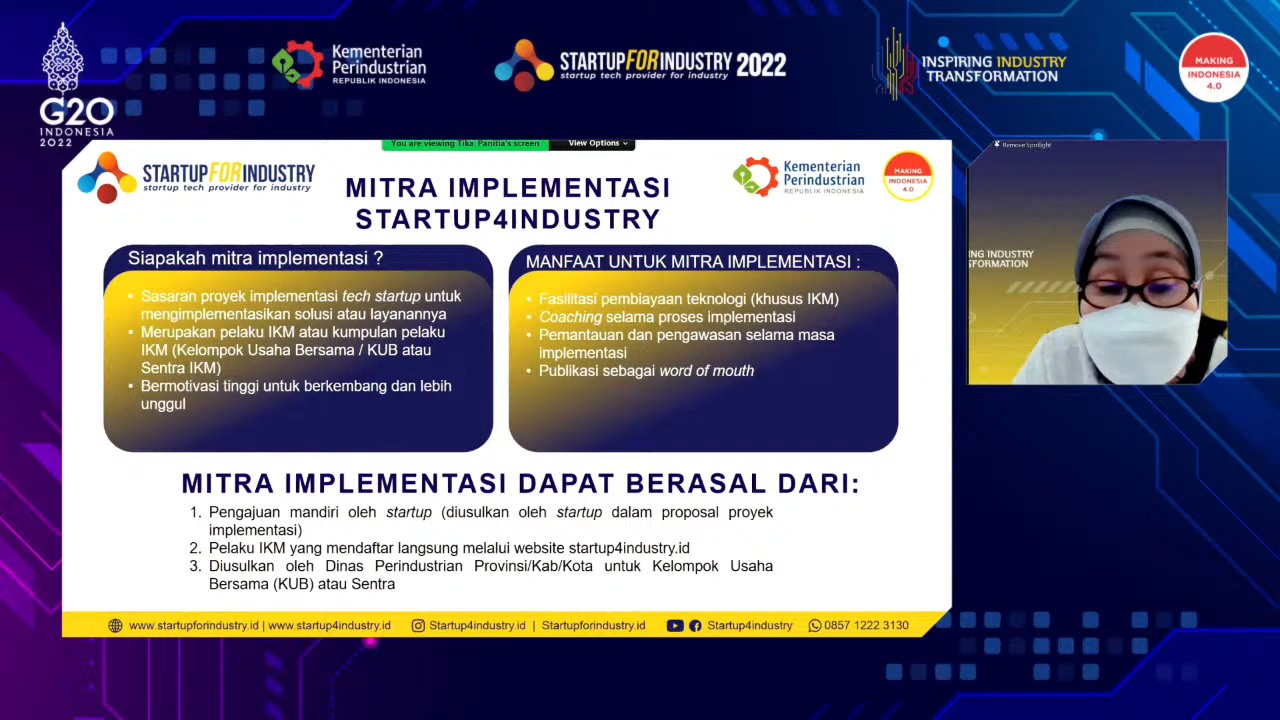 G20
INDONESIA
2022
Kementerian
Perindustrian
REPUBLIK INDONESIA
STARTUPFORINDUSTRY 2022
startup tech provider for industry
INSPIRING INDUSTRY
TRANSFORMATION
MAKING
INDONESIA
4.0
You are viewing Tika_Panitia's screen
View Options
STARTUPFORINDUSTRY
startup tech provider for industry
MITRA IMPLEMENTASI
STARTUP4INDUSTRY
Kementerian
Perindustrian
REPUBLIK INDONESIA
MAKING
INDONESIA
4.0
Remove Spotlight
NG INDUSTRY
SFORMATION
Siapakah mitra implementasi ?
• Sasaran proyek implementasi tech startup untuk
mengimplementasikan solusi atau layanannya
• Merupakan pelaku IKM atau kumpulan pelaku
IKM (Kelompok Usaha Bersama / KUB atau
Sentra IKM)
• Bermotivasi tinggi untuk berkembang dan lebih
unggul
MANFAAT UNTUK MITRA IMPLEMENTASI :
• Fasilitasi pembiayaan teknologi (khusus IKM)
• Coaching selama proses implementasi
• Pemantauan dan pengawasan selama masa
implementasi
• Publikasi sebagai word of mouth
MITRA IMPLEMENTASI DAPAT BERASAL DARI:
1. Pengajuan mandiri oleh startup (diusulkan oleh startup dalam proposal proyek
implementasi)
2. Pelaku IKM yang mendaftar langsung melalui website startup4industry.id
3. Diusulkan oleh Dinas Perindustrian Provinsi/Kab/Kota untuk Kelompok Usaha
Bersama (KUB) atau Sentra
www.startupforindustry.id | www.startup4industry.id
Startup4industry.id | Startupforindustry.id
Startup4industry
0857 1222 3130